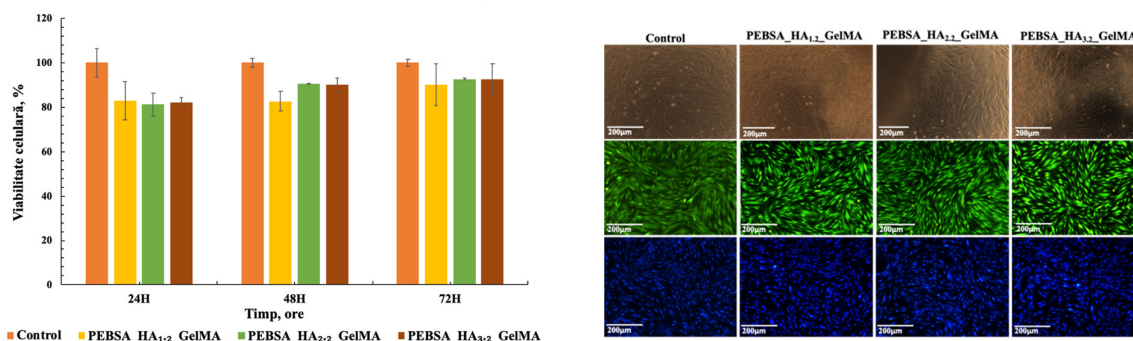 120
100
80
60
40
20
0
Viabilitate celulară, %
24H
48H
72H
Timp, ore
Control
PEBSA_HA₁.₂_GelMA
PEBSA_HA₂.₂_GelMA
PEBSA_HA₃.₂_GelMA
Control
PEBSA_HA₁.₂_GelMA
PEBSA_HA₂.₂_GelMA
PEBSA_HA₃.₂_GelMA
200µm
200µm
200µm
200µm
200µm
200µm
200µm
200µm
200µm
200µm
200µm
200µm